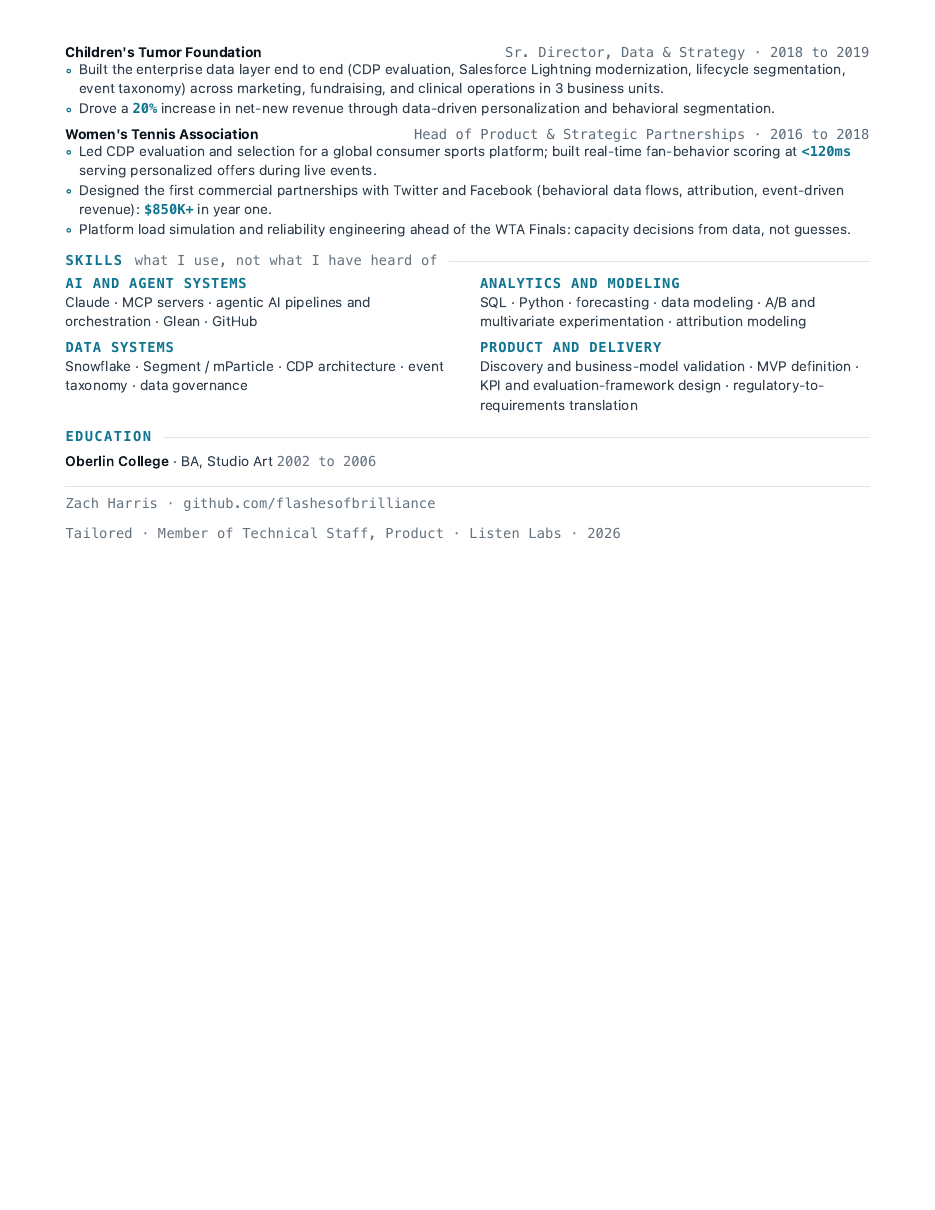 Children's Tumor Foundation Sr. Director, Data & Strategy · 2018 to 2019
Built the enterprise data layer end to end (CDP evaluation, Salesforce Lightning modernization, lifecycle segmentation,
event taxonomy) across marketing, fundraising, and clinical operations in 3 business units.
Drove a 20% increase in net-new revenue through data-driven personalization and behavioral segmentation.
Women's Tennis Association Head of Product & Strategic Partnerships · 2016 to 2018
Led CDP evaluation and selection for a global consumer sports platform; built real-time fan-behavior scoring at <120ms
serving personalized offers during live events.
Designed the first commercial partnerships with Twitter and Facebook (behavioral data flows, attribution, event-driven
revenue): $850K+ in year one.
Platform load simulation and reliability engineering ahead of the WTA Finals: capacity decisions from data, not guesses.
SKILLS what I use, not what I have heard of
AI AND AGENT SYSTEMS
Claude · MCP servers · agentic AI pipelines and
orchestration · Glean · GitHub
ANALYTICS AND MODELING
SQL · Python · forecasting · data modeling · A/B and
multivariate experimentation · attribution modeling
DATA SYSTEMS
Snowflake · Segment / mParticle · CDP architecture · event
taxonomy · data governance
PRODUCT AND DELIVERY
Discovery and business-model validation · MVP definition ·
KPI and evaluation-framework design · regulatory-to-
requirements translation
EDUCATION
Oberlin College · BA, Studio Art 2002 to 2006
Zach Harris · github.com/flashesofbrilliance
Tailored · Member of Technical Staff, Product · Listen Labs · 2026